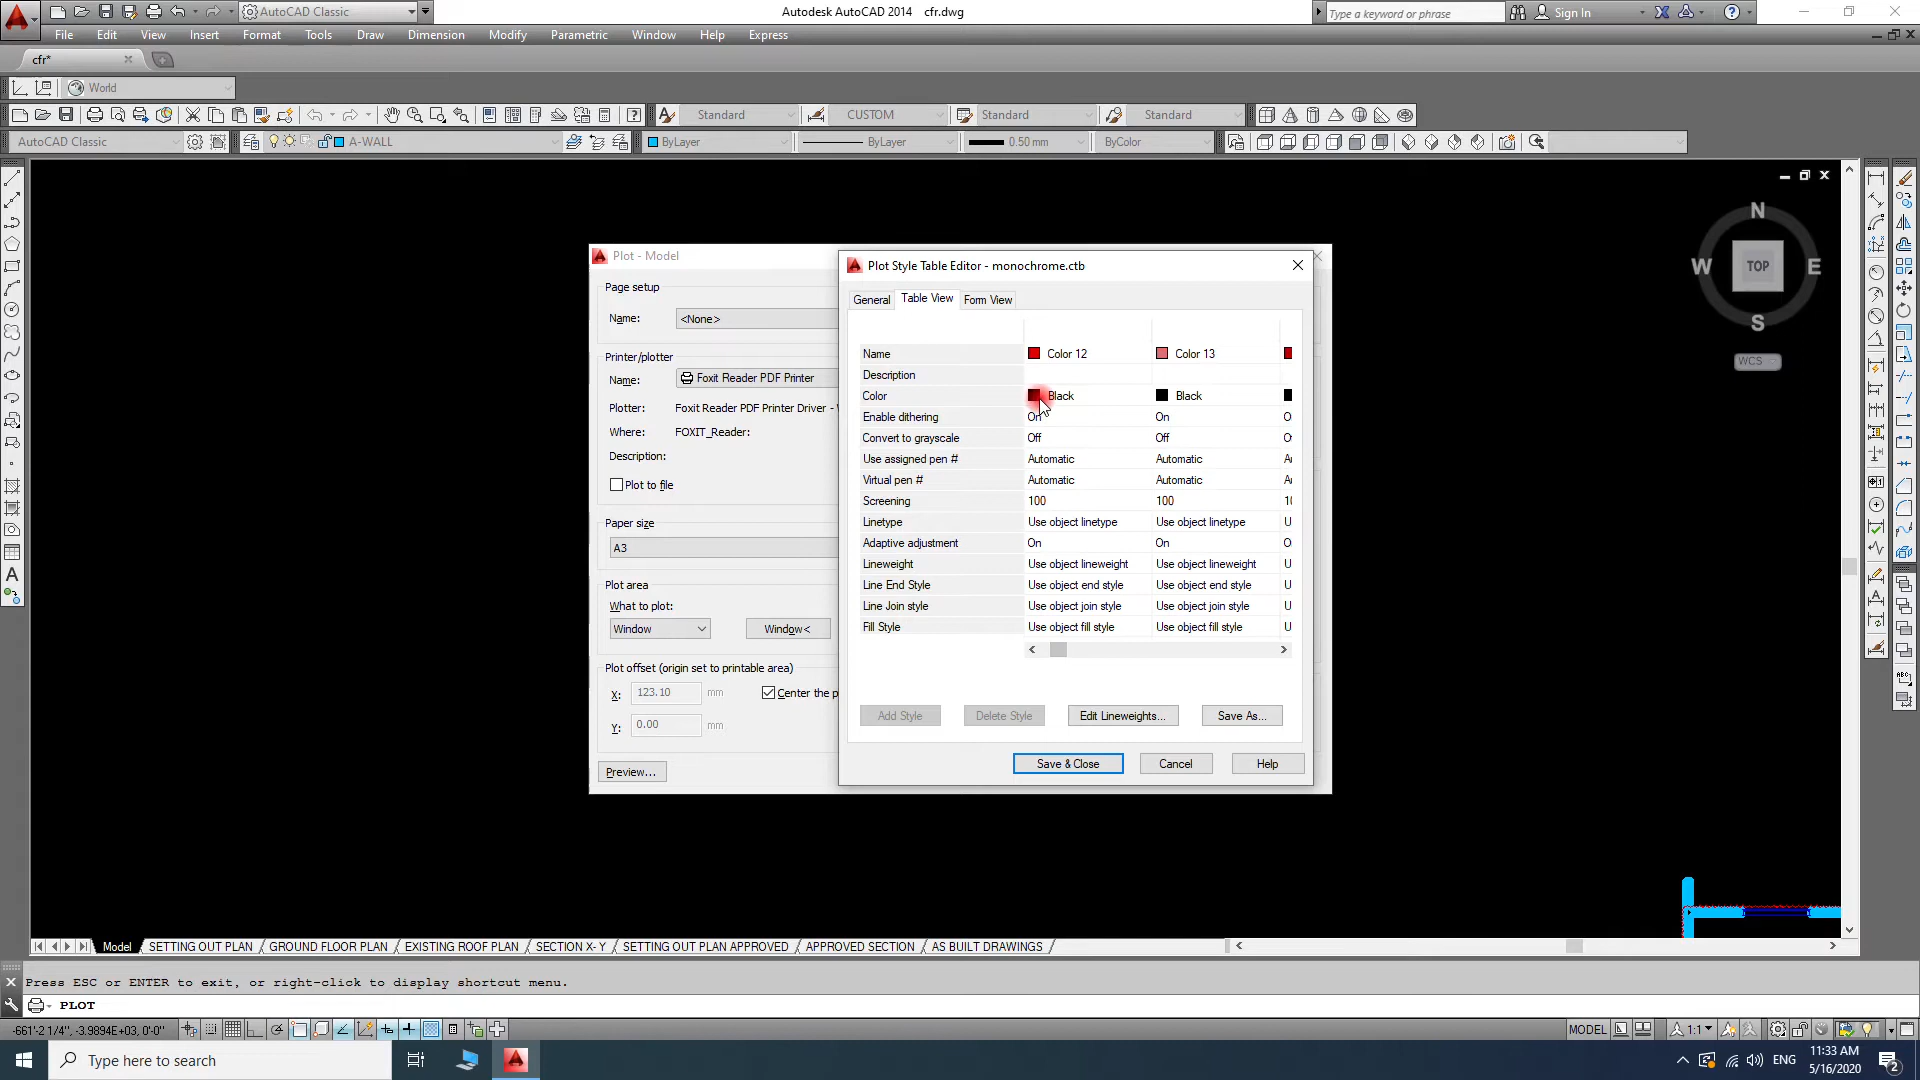 AutoCAD Classic
Autodesk AutoCAD 2014 cfr.dwg
Type a keyword or phrase
Sign In
File Edit View Insert Format Tools Draw Dimension Modify Parametric Window Help Express
cfr*
World
Standard CUSTOM Standard Standard
AutoCAD Classic A-WALL ByLayer ByLayer 0.50 mm ByColor
N
W TOP E
S
WCS
Plot - Model
Page setup
Name: <None>
Printer/plotter
Name: Foxit Reader PDF Printer
Plotter: Foxit Reader PDF Printer Driver -
Where: FOXIT_Reader:
Description:
Plot to file
Paper size
A3
Plot area
What to plot:
Window Window<
Plot offset (origin set to printable area)
X: 123.10 mm Center the p
Y: 0.00 mm
Preview...
Plot Style Table Editor - monochrome.ctb
General Table View Form View
Name Color 12 Color 13
Description
Color Black Black
Enable dithering On On O
Convert to grayscale Off Off O
Use assigned pen # Automatic Automatic A
Virtual pen # Automatic Automatic A
Screening 100 100 10
Linetype Use object linetype Use object linetype U
Adaptive adjustment On On O
Lineweight Use object lineweight Use object lineweight U
Line End Style Use object end style Use object end style U
Line Join style Use object join style Use object join style U
Fill Style Use object fill style Use object fill style U
Add Style Delete Style Edit Lineweights... Save As...
Save & Close Cancel Help
Model SETTING OUT PLAN GROUND FLOOR PLAN EXISTING ROOF PLAN SECTION X- Y SETTING OUT PLAN APPROVED APPROVED SECTION AS BUILT DRAWINGS
Press ESC or ENTER to exit, or right-click to display shortcut menu.
PLOT
-661'-2 1/4", -3.9894E+03, 0'-0" MODEL 1:1
Type here to search
ENG
11:33 AM
5/16/2020
2